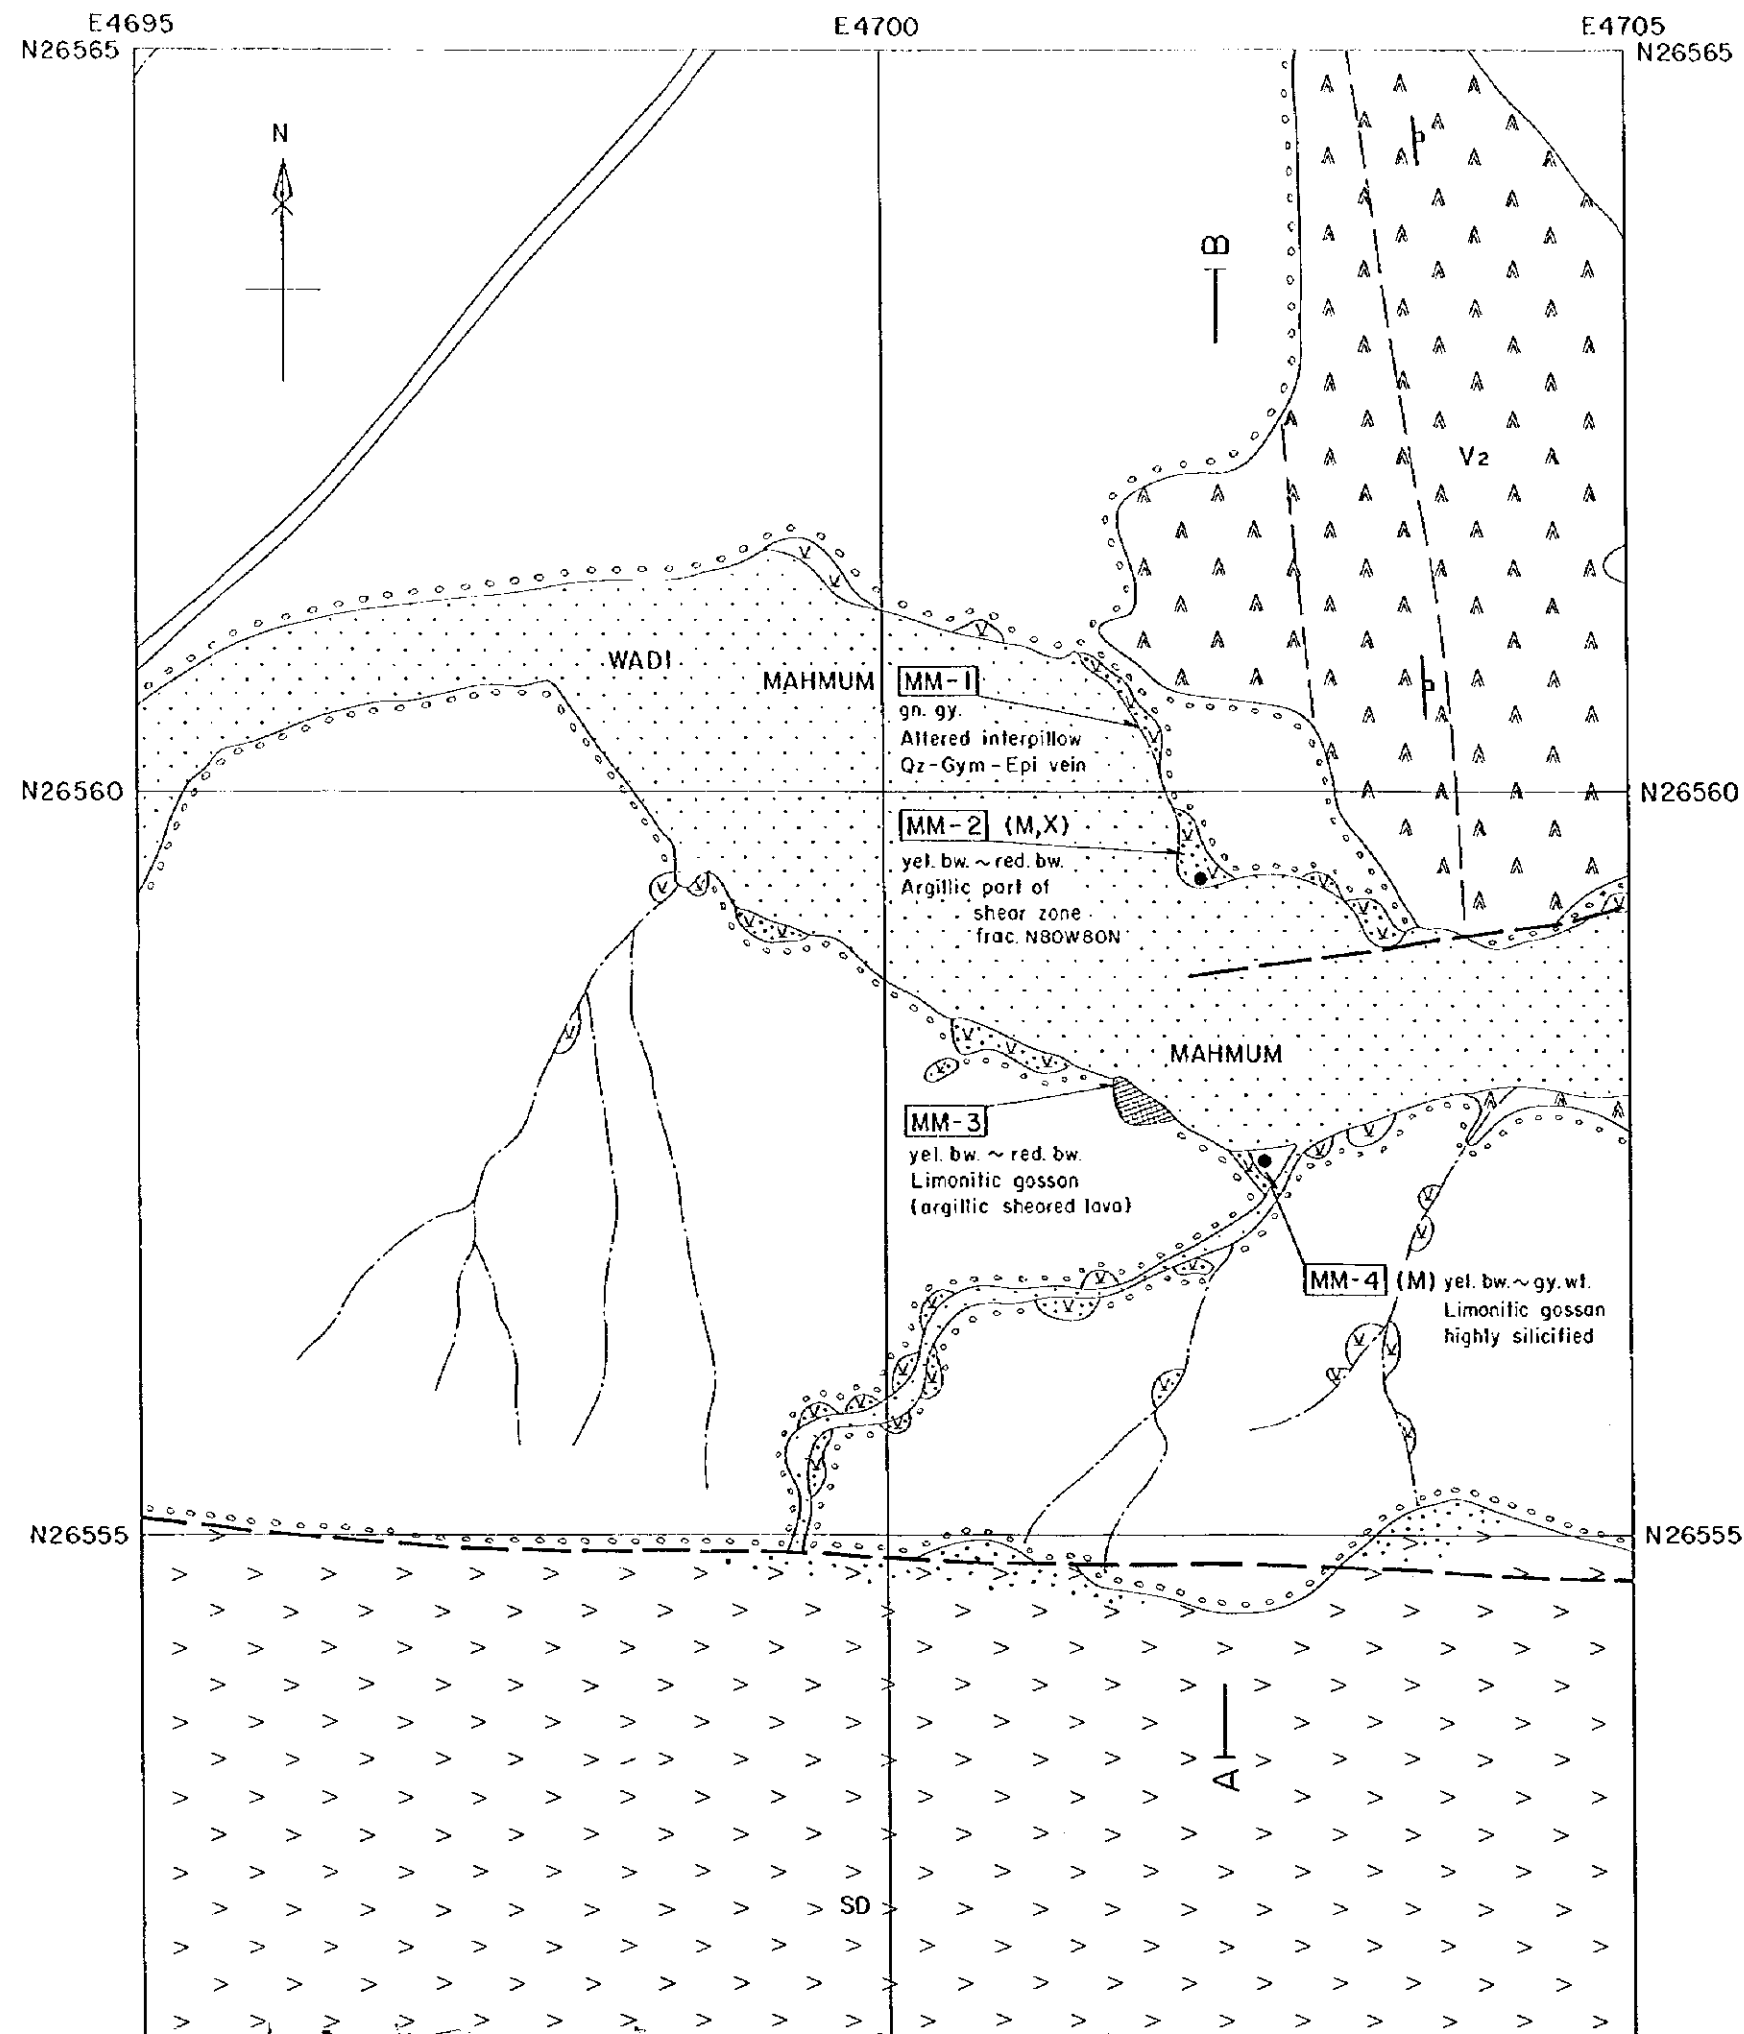 E4695 E4700 E4705
N26565 N26565
N
B
V2
WADI MAHMUM
MM-1
gn. gy.
Altered interpillow
Qz-Gym-Epi vein
N26560 N26560
MM-2 (M,X)
yel. bw. ~ red. bw.
Argillic part of
shear zone
frac. N80W80N
MAHMUM
MM-3
yel. bw. ~ red. bw.
Limonitic gosson
(argillic sheored lava)
MM-4 (M) yel. bw. ~ gy. wt.
Limonitic gossan
highly silicified
N26555 N26555
A
SD